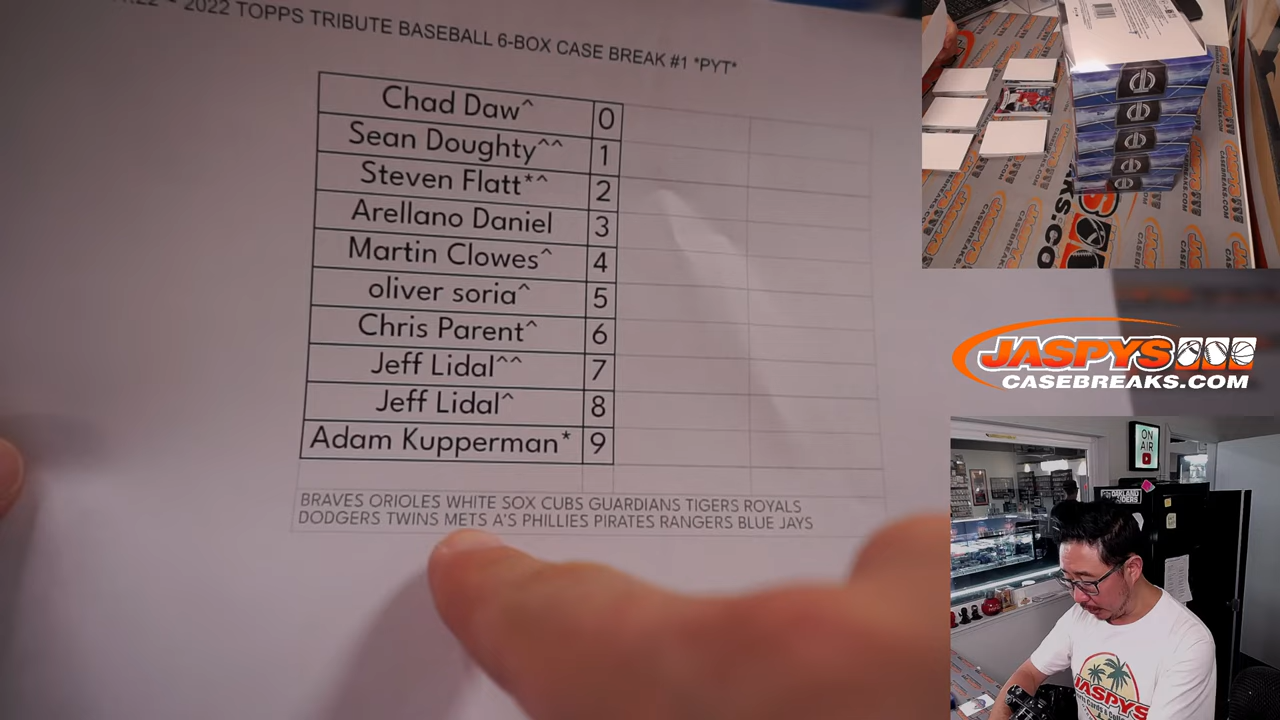 2022 TOPPS TRIBUTE BASEBALL 6-BOX CASE BREAK #1 *PYT*
Chad Daw^ 0
Sean Doughty^^ 1
Steven Flatt*^ 2
Arellano Daniel 3
Martin Clowes^ 4
oliver soria^ 5
Chris Parent^ 6
Jeff Lidal^^ 7
Jeff Lidal^ 8
Adam Kupperman* 9
BRAVES ORIOLES WHITE SOX CUBS GUARDIANS TIGERS ROYALS
DODGERS TWINS METS A'S PHILLIES PIRATES RANGERS BLUE JAYS
JASPYS
CASEBREAKS.COM
ON
AIR
OAKLAND
JASPYS